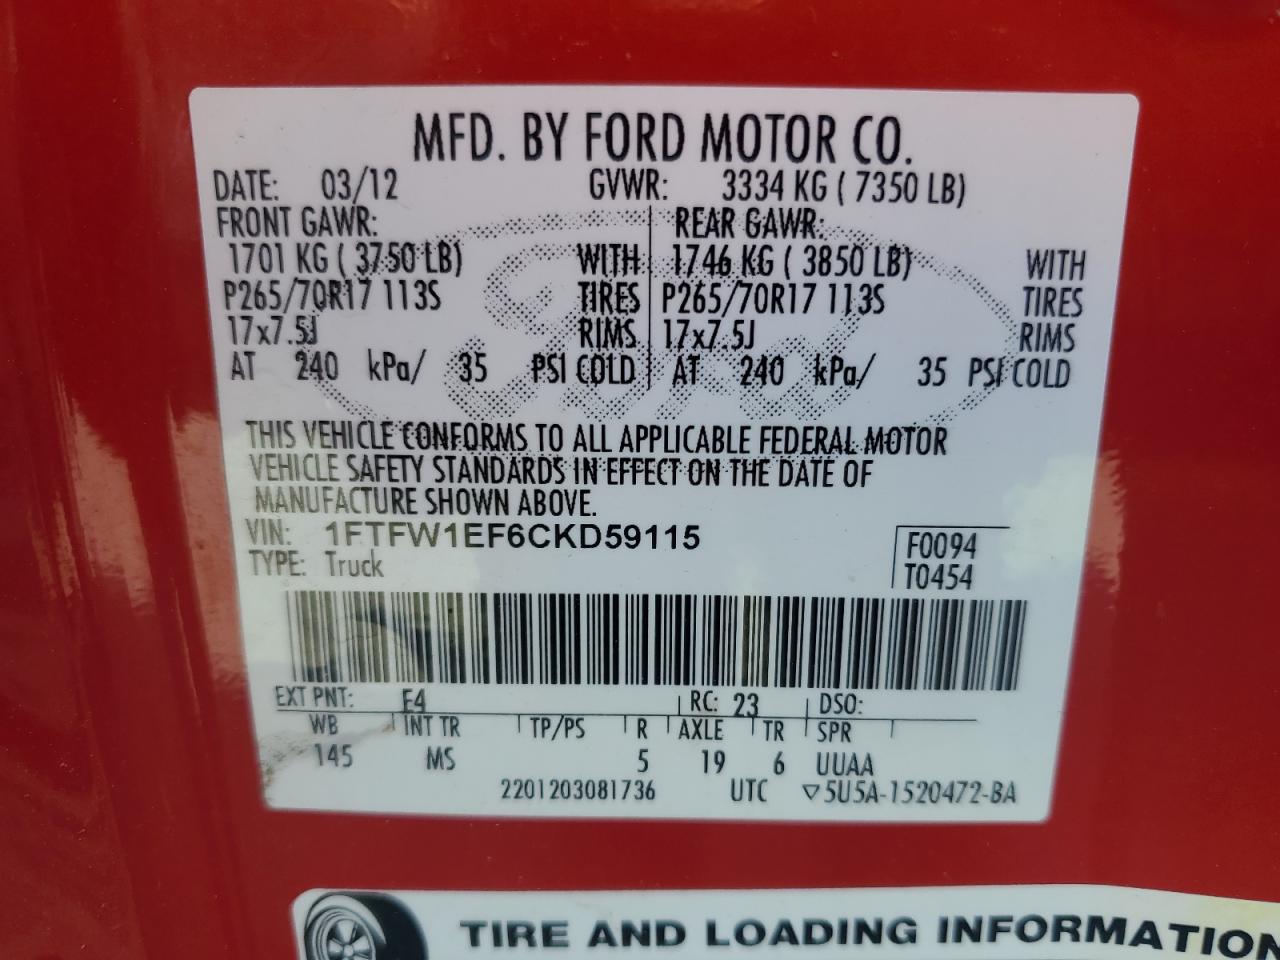 MFD. BY FORD MOTOR CO.
DATE: 03/12 GVWR: 3334 KG ( 7350 LB)
FRONT GAWR: REAR GAWR:
1701 KG ( 3750 LB) WITH 1746 KG ( 3850 LB) WITH
P265/70R17 113S TIRES P265/70R17 113S TIRES
17x7.5J RIMS 17x7.5J RIMS
AT 240 kPa/ 35 PSI COLD AT 240 kPa/ 35 PSI COLD
Ford
THIS VEHICLE CONFORMS TO ALL APPLICABLE FEDERAL MOTOR
VEHICLE SAFETY STANDARDS IN EFFECT ON THE DATE OF
MANUFACTURE SHOWN ABOVE.
VIN: 1FTFW1EF6CKD59115
TYPE: Truck
F0094
T0454
EXT PNT: E4 RC: 23 DSO:
WB INT TR TP/PS R AXLE TR SPR
145 MS 5 19 6 UUAA
2201203081736 UTC ▽5U5A-1520472-BA
TIRE AND LOADING INFORMATION